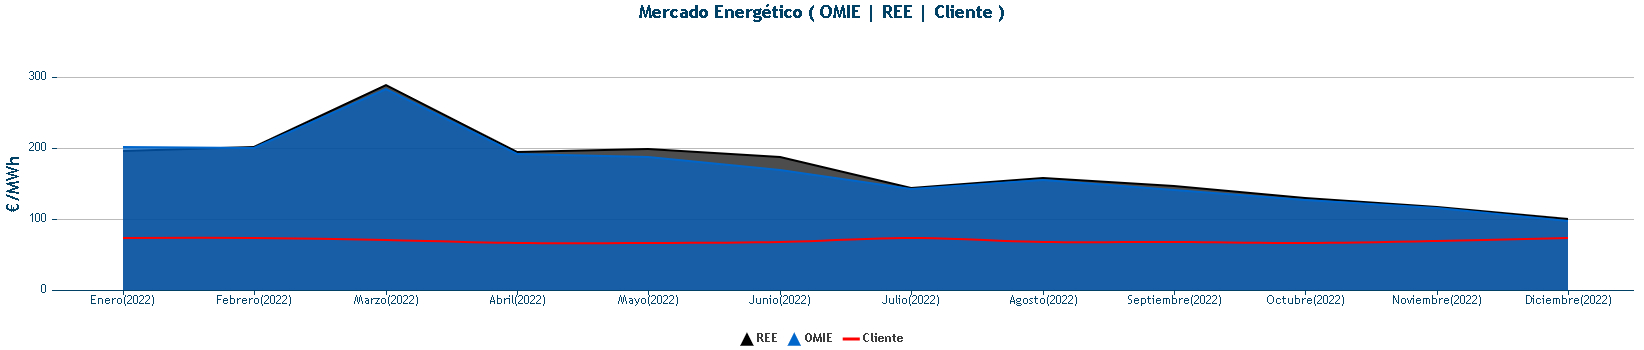 Mercado Energético ( OMIE | REE | Cliente )
300
200
100
0
€/MWh
Enero(2022) Febrero(2022) Marzo(2022) Abril(2022) Mayo(2022) Junio(2022) Julio(2022) Agosto(2022) Septiembre(2022) Octubre(2022) Noviembre(2022) Diciembre(2022)
REE OMIE Cliente